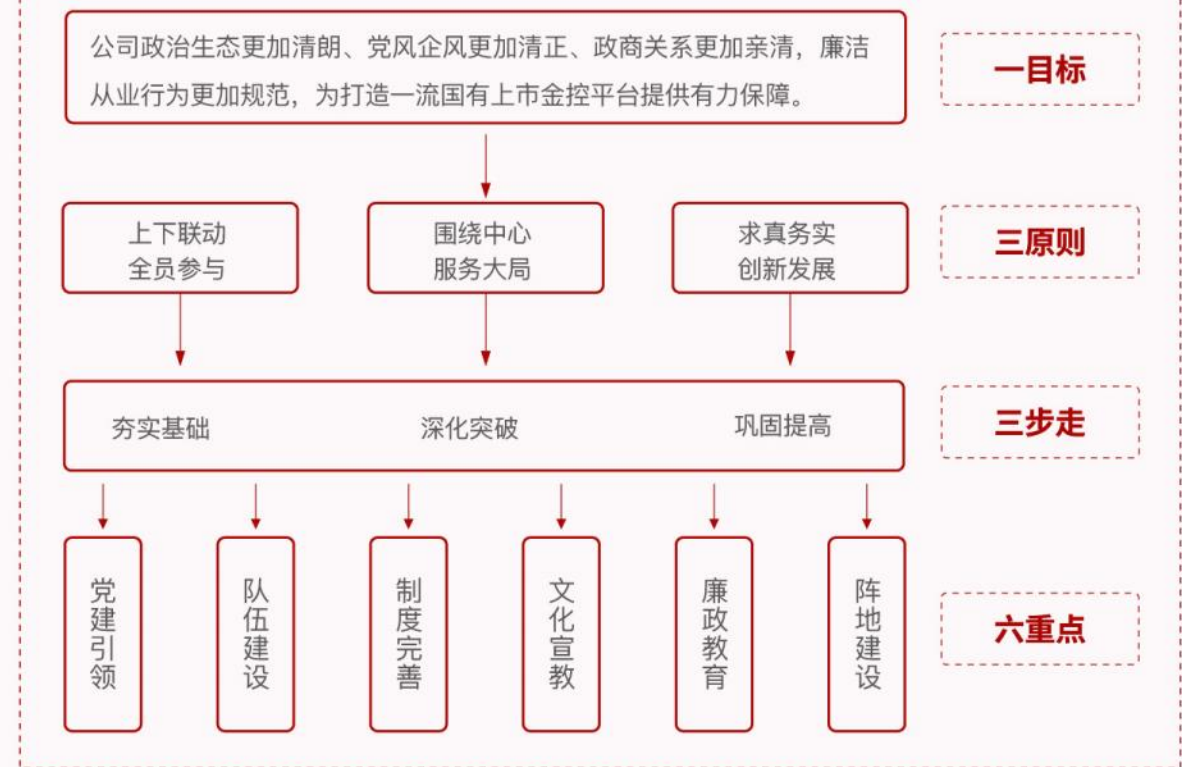 公司政治生态更加清朗、党风企风更加清正、政商关系更加亲清，廉洁
从业行为更加规范，为打造一流国有上市金控平台提供有力保障。
一目标
上下联动
全员参与
围绕中心
服务大局
求真务实
创新发展
三原则
夯实基础
深化突破
巩固提高
三步走
党建引领
队伍建设
制度完善
文化宣教
廉政教育
阵地建设
六重点